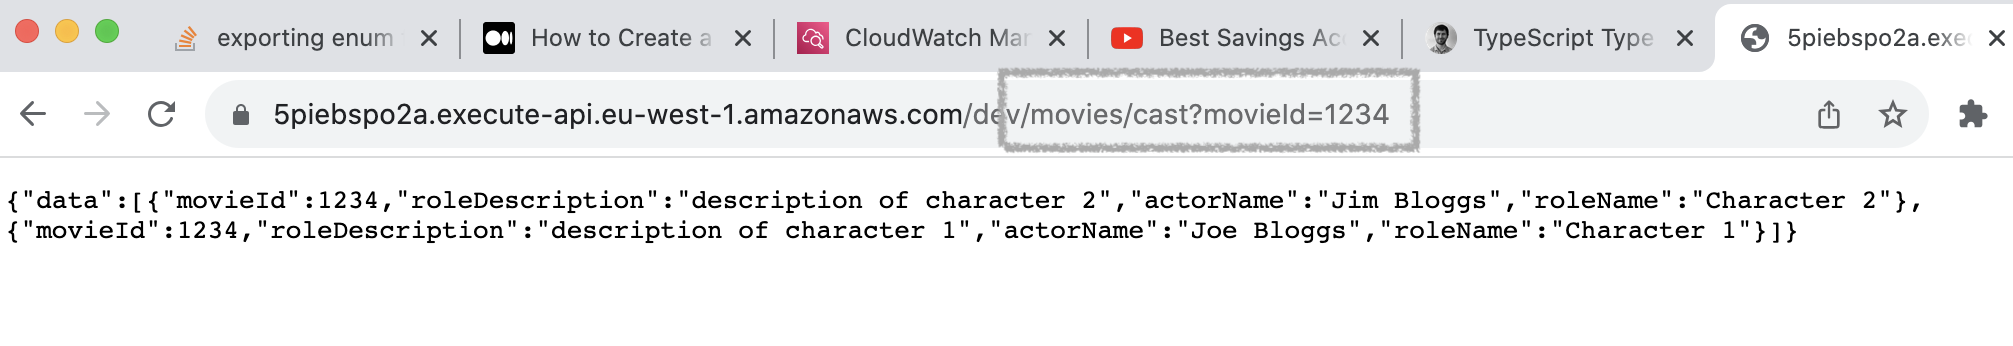 exporting enum
How to Create a
CloudWatch Mar
Best Savings Acc
TypeScript Type
5piebspo2a.exec
5piebspo2a.execute-api.eu-west-1.amazonaws.com/dev/movies/cast?movieId=1234
{"data":[{"movieId":1234,"roleDescription":"description of character 2","actorName":"Jim Bloggs","roleName":"Character 2"},
{"movieId":1234,"roleDescription":"description of character 1","actorName":"Joe Bloggs","roleName":"Character 1"}]}